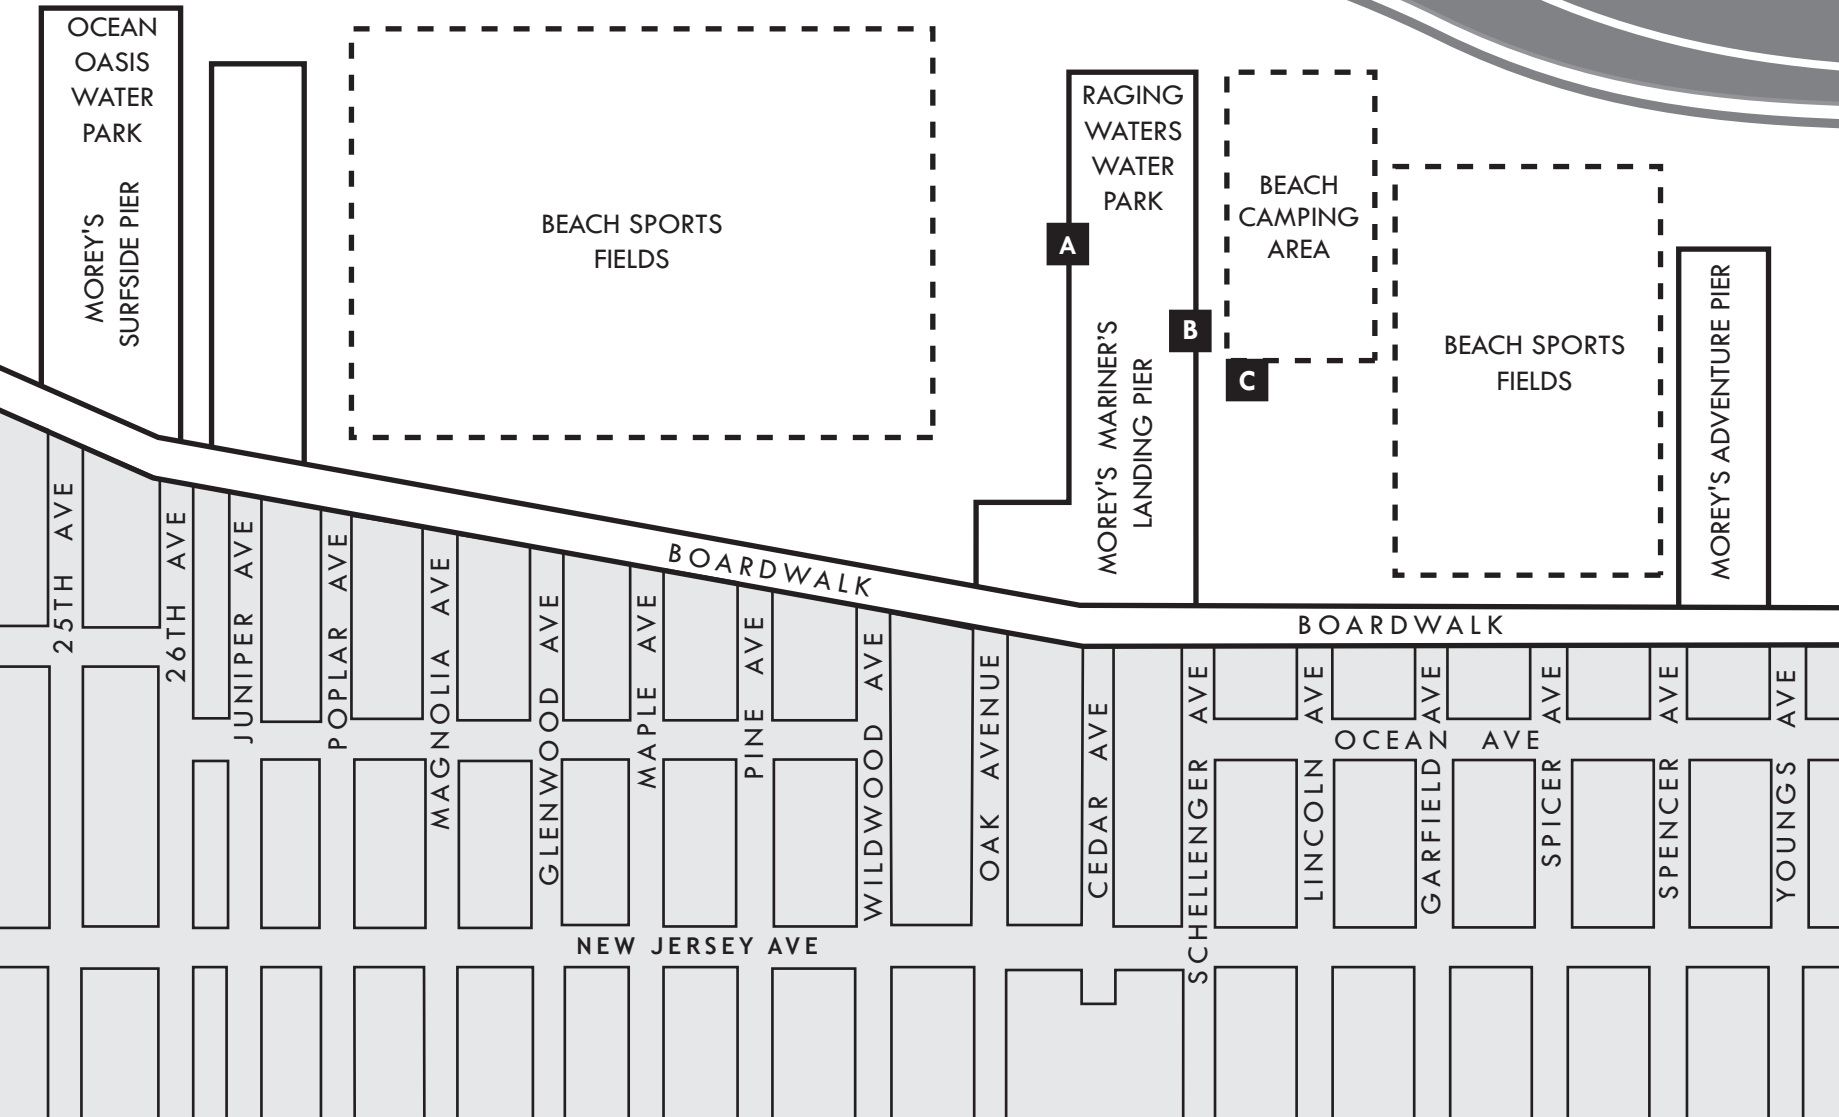 OCEAN
OASIS
WATER
PARK
MOREY'S
SURFSIDE PIER
BEACH SPORTS
FIELDS
RAGING
WATERS
WATER
PARK
A
B
MOREY'S MARINER'S
LANDING PIER
BEACH
CAMPING
AREA
C
BEACH SPORTS
FIELDS
MOREY'S ADVENTURE PIER
BOARDWALK
BOARDWALK
25TH AVE
26TH AVE
JUNIPER AVE
POPLAR AVE
MAGNOLIA AVE
GLENWOOD AVE
MAPLE AVE
PINE AVE
WILDWOOD AVE
OAK AVENUE
CEDAR AVE
SCHELLENGER AVE
LINCOLN AVE
GARFIELD AVE
SPICER AVE
SPENCER AVE
YOUNGS AVE
OCEAN AVE
NEW JERSEY AVE